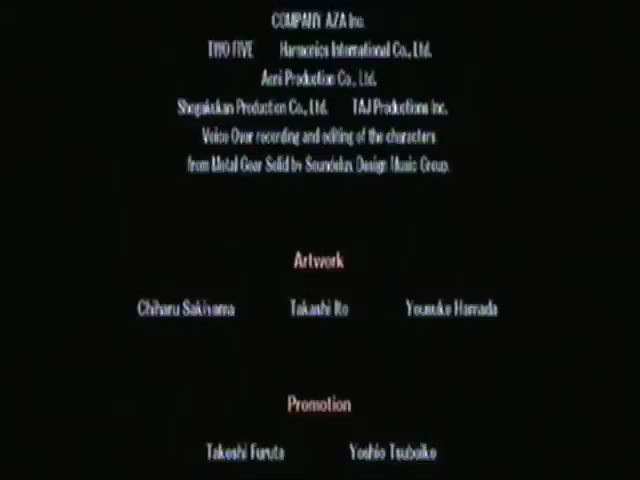 COMPANY AZA Inc.
TWO FIVE Harmonics International Co., Ltd.
Aoni Production Co., Ltd.
Shogakukan Production Co., Ltd. TAJ Productions Inc.
Voice Over recording and editing of the characters
from Metal Gear Solid by Soundelux Design Music Group.
Artwork
Chiharu Sakiyama Takashi Ito Yousuke Hamada
Promotion
Takeshi Furuta Yoshio Tsuboike